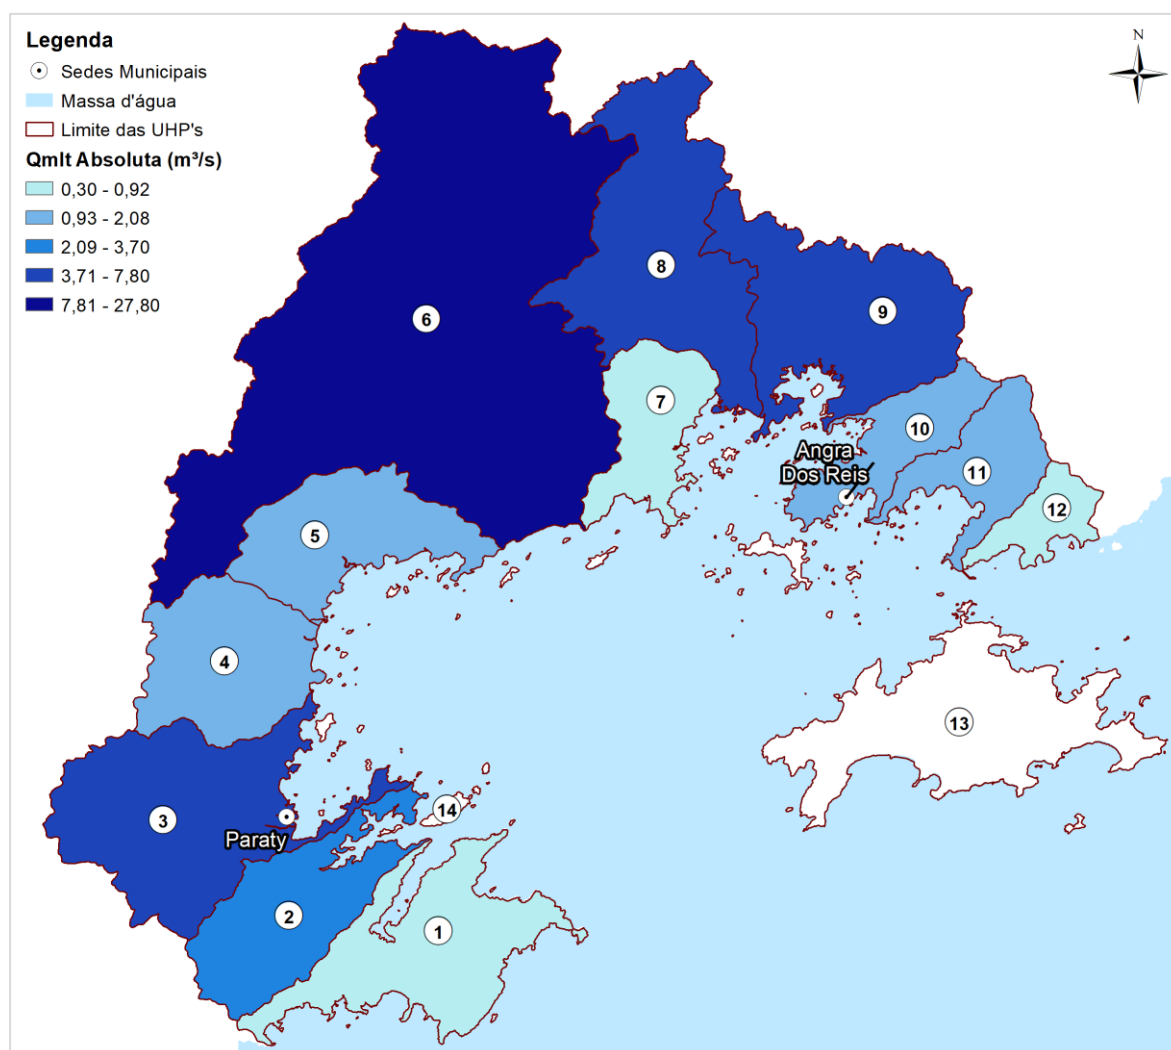 Legenda
Sedes Municipais
Massa d'água
Limite das UHP's
Qmlt Absoluta (m³/s)
0,30 - 0,92
0,93 - 2,08
2,09 - 3,70
3,71 - 7,80
7,81 - 27,80
N
8
9
6
7
10
Angra
Dos Reis
11
12
5
4
13
14
3
Paraty
2
1